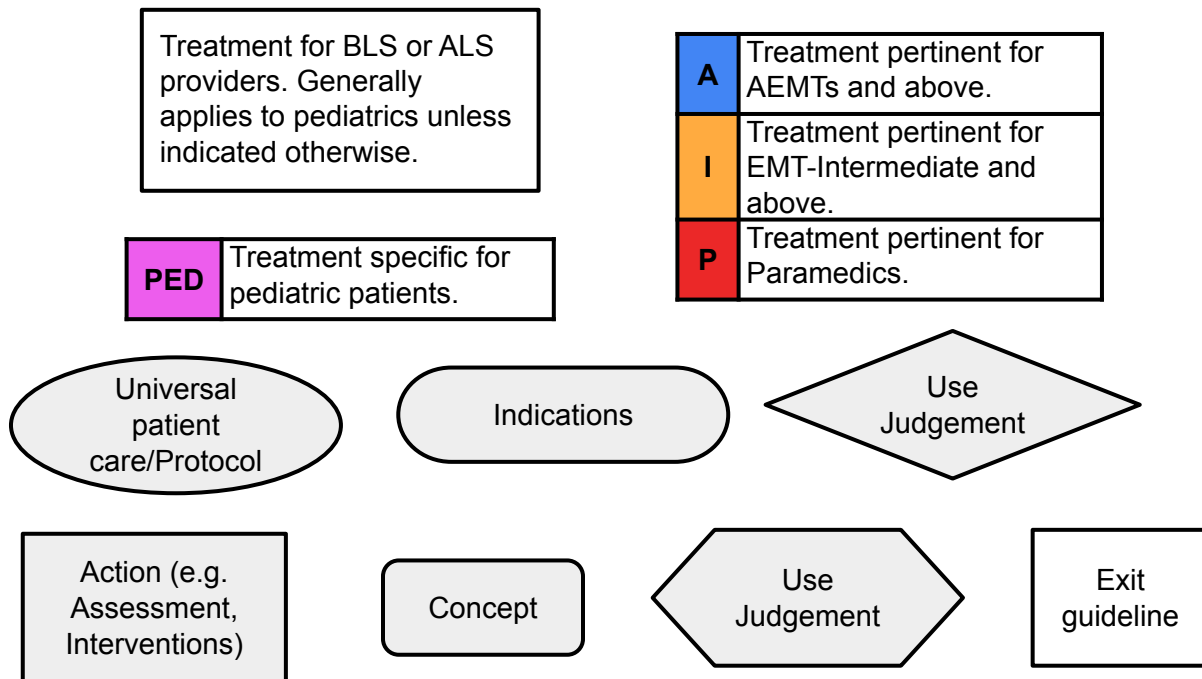 Treatment for BLS or ALS
providers. Generally
applies to pediatrics unless
indicated otherwise.
A
Treatment pertinent for
AEMTs and above.
I
Treatment pertinent for
EMT-Intermediate and
above.
P
Treatment pertinent for
Paramedics.
PED
Treatment specific for
pediatric patients.
Universal
patient
care/Protocol
Indications
Use
Judgement
Action (e.g.
Assessment,
Interventions)
Concept
Use
Judgement
Exit
guideline